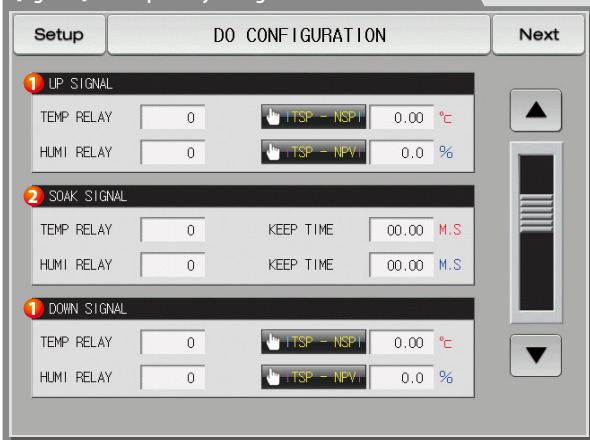 Setup DO CONFIGURATION Next
1 UP SIGNAL
TEMP RELAY 0 |TSP - NSP| 0.00 ℃
HUMI RELAY 0 |TSP - NPV| 0.0 %
2 SOAK SIGNAL
TEMP RELAY 0 KEEP TIME 00.00 M.S
HUMI RELAY 0 KEEP TIME 00.00 M.S
1 DOWN SIGNAL
TEMP RELAY 0 |TSP - NSP| 0.00 ℃
HUMI RELAY 0 |TSP - NPV| 0.0 %